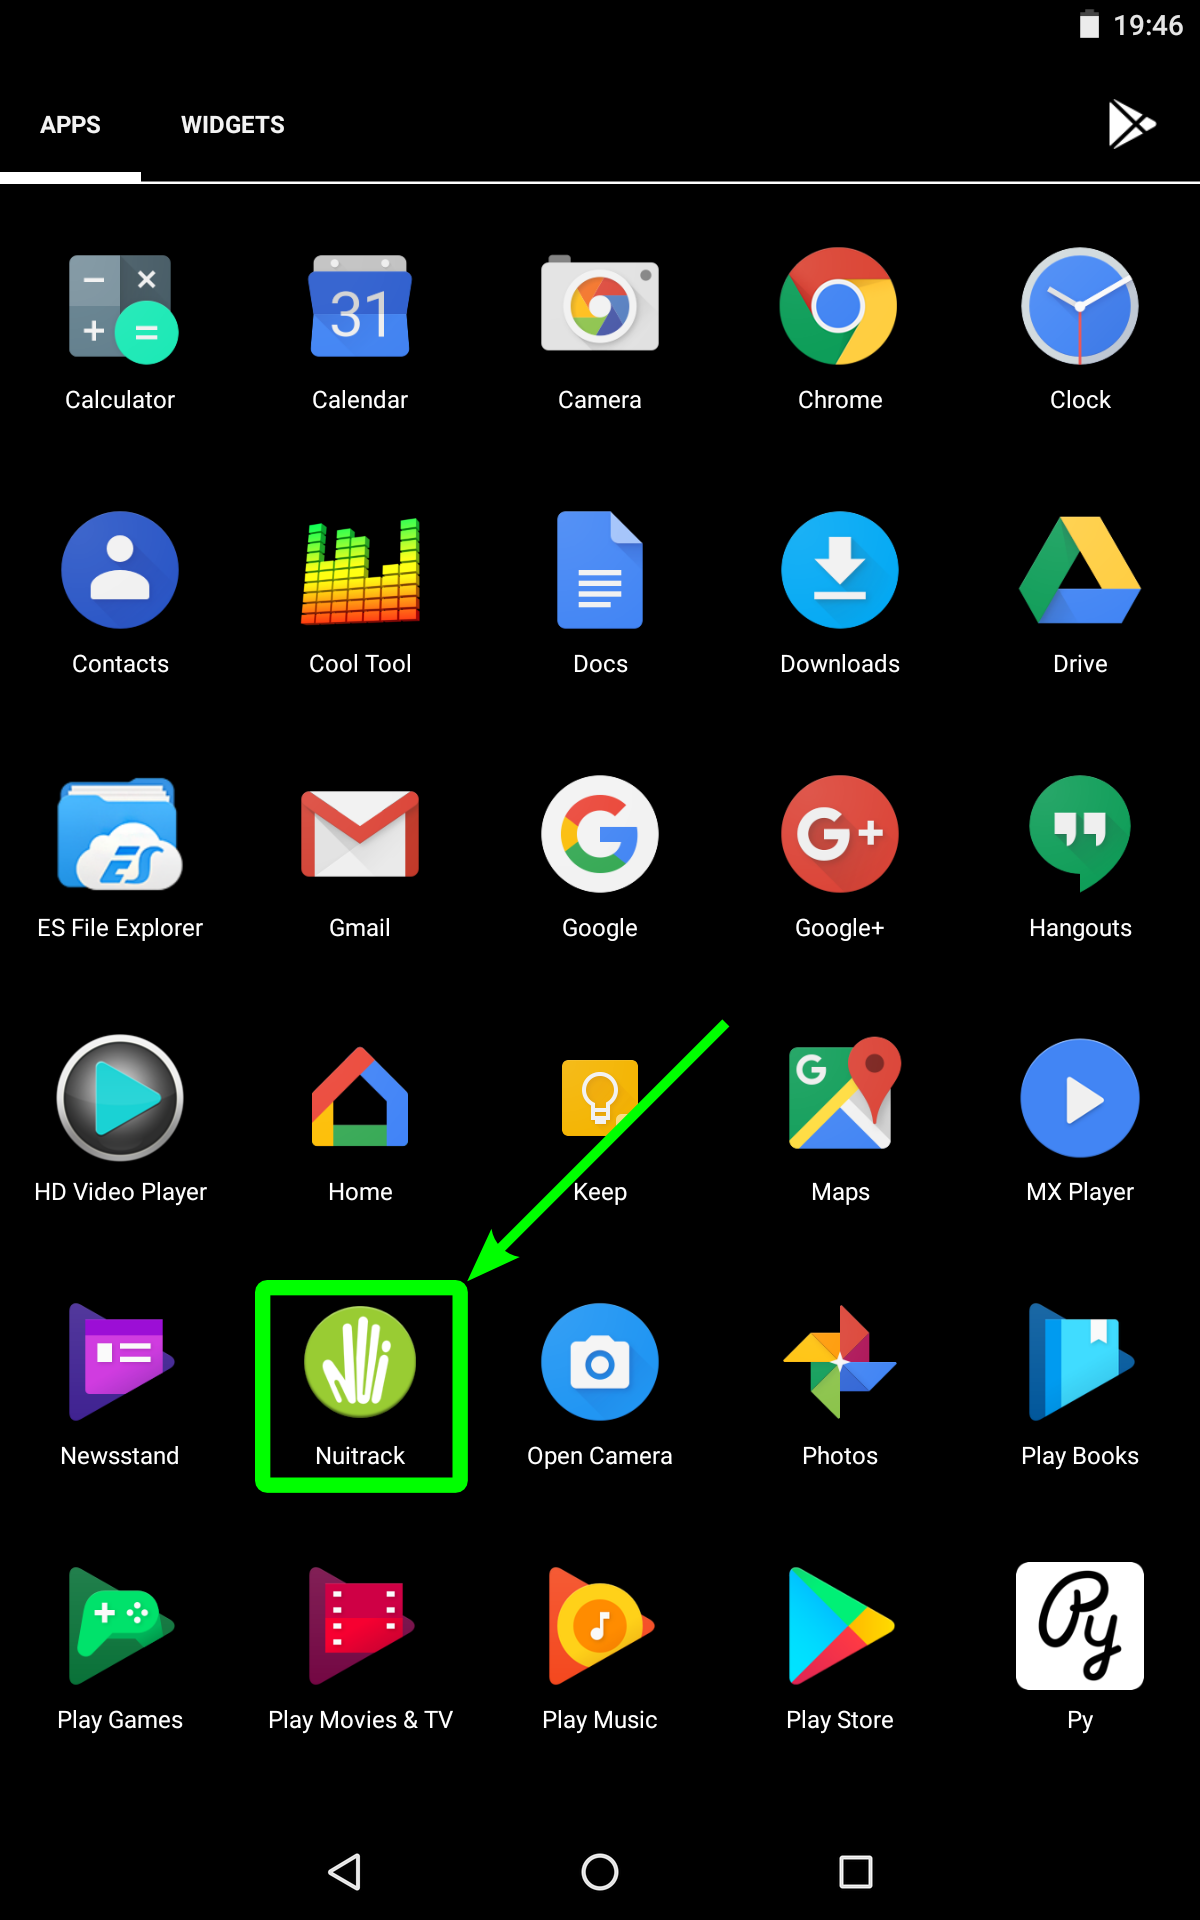 19:46
APPS WIDGETS
31
Calculator Calendar Camera Chrome Clock
Contacts Cool Tool Docs Downloads Drive
ES
G
G+
ES File Explorer Gmail Google Google+ Hangouts
G
HD Video Player Home Keep Maps MX Player
Newsstand Nuitrack Open Camera Photos Play Books
Py
Play Games Play Movies & TV Play Music Play Store Py